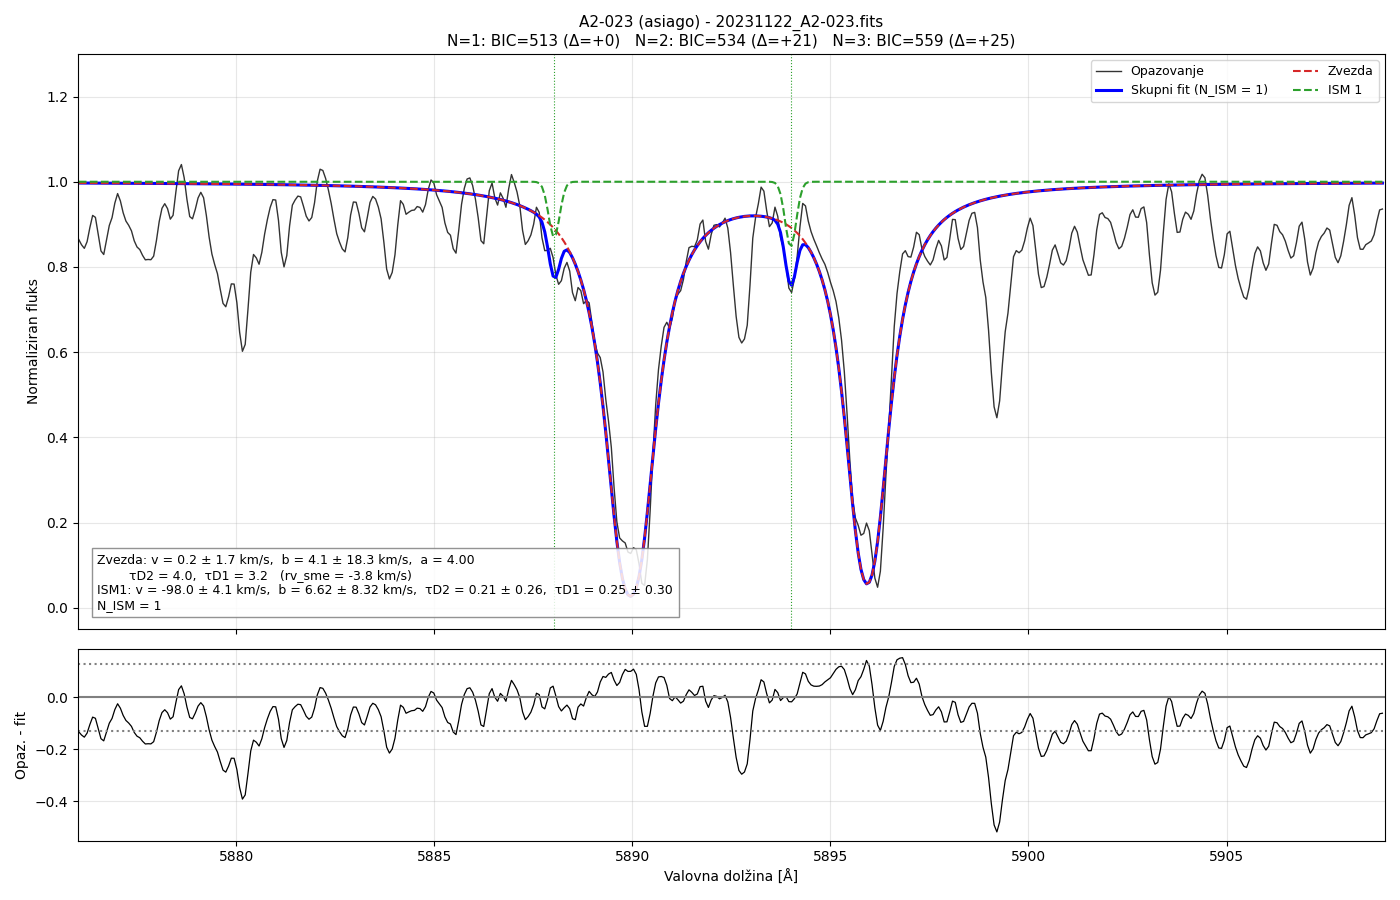 A2-023 (asiago) - 20231122_A2-023.fits
N=1: BIC=513 (Δ=+0)   N=2: BIC=534 (Δ=+21)   N=3: BIC=559 (Δ=+25)
Opazovanje
Skupni fit (N_ISM = 1)
Zvezda
ISM 1
Normaliziran fluks
1.2
1.0
0.8
0.6
0.4
0.2
0.0
Zvezda: v = 0.2 ± 1.7 km/s,  b = 4.1 ± 18.3 km/s,  a = 4.00
τD2 = 4.0,  τD1 = 3.2   (rv_sme = -3.8 km/s)
ISM1: v = -98.0 ± 4.1 km/s,  b = 6.62 ± 8.32 km/s,  τD2 = 0.21 ± 0.26,  τD1 = 0.25 ± 0.30
N_ISM = 1
Opaz. - fit
0.0
−0.2
−0.4
5880
5885
5890
5895
5900
5905
Valovna dolžina [Å]